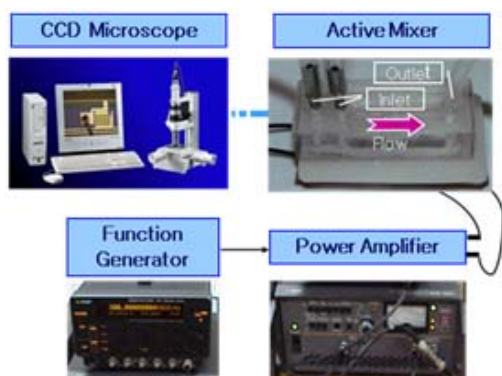 CCD Microscope
Active Mixer
Outlet
Inlet
Flow
Function
Generator
Power Amplifier